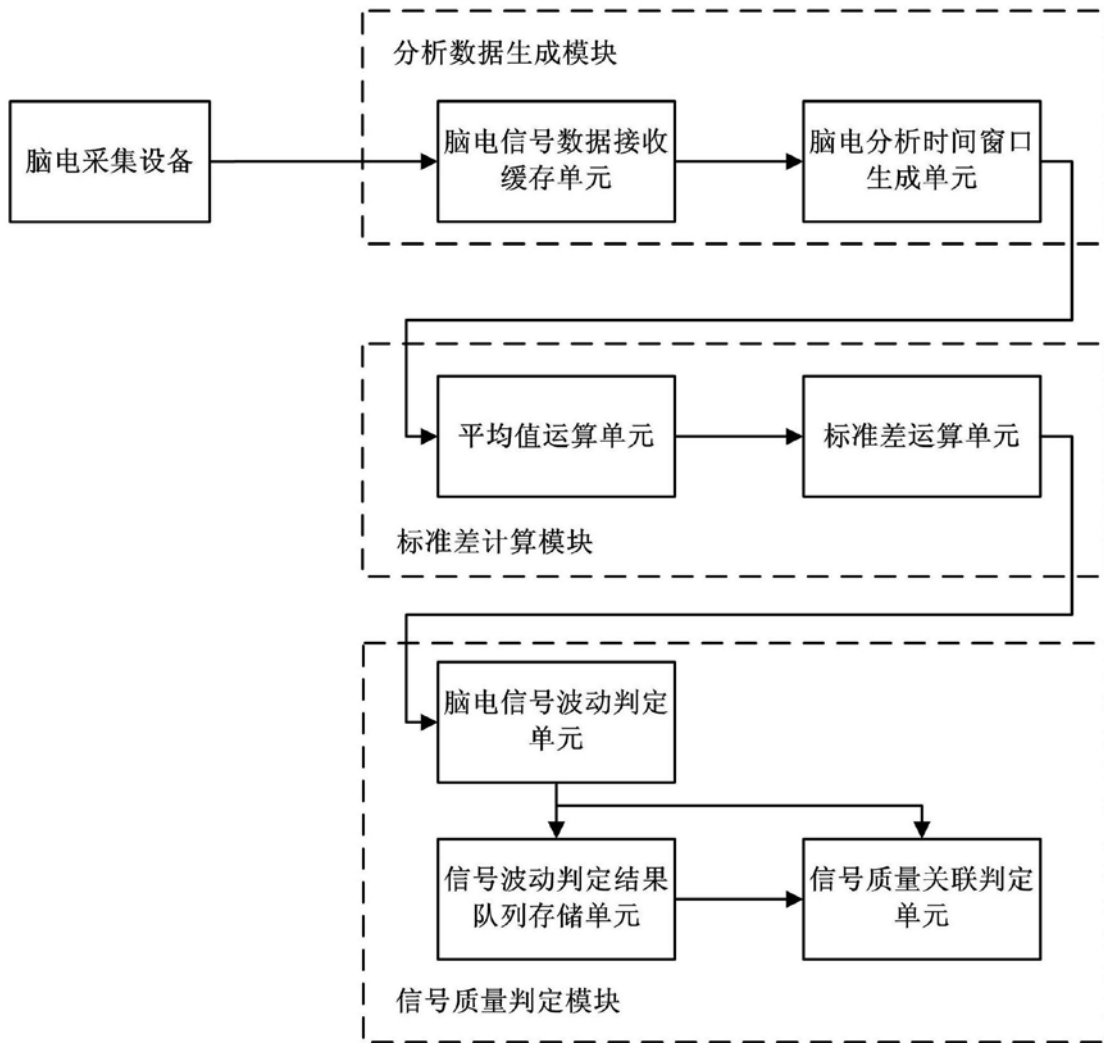 分析数据生成模块
脑电采集设备
脑电信号数据接收
缓存单元
脑电分析时间窗口
生成单元
平均值运算单元
标准差运算单元
标准差计算模块
脑电信号波动判定
单元
信号波动判定结果
队列存储单元
信号质量关联判定
单元
信号质量判定模块